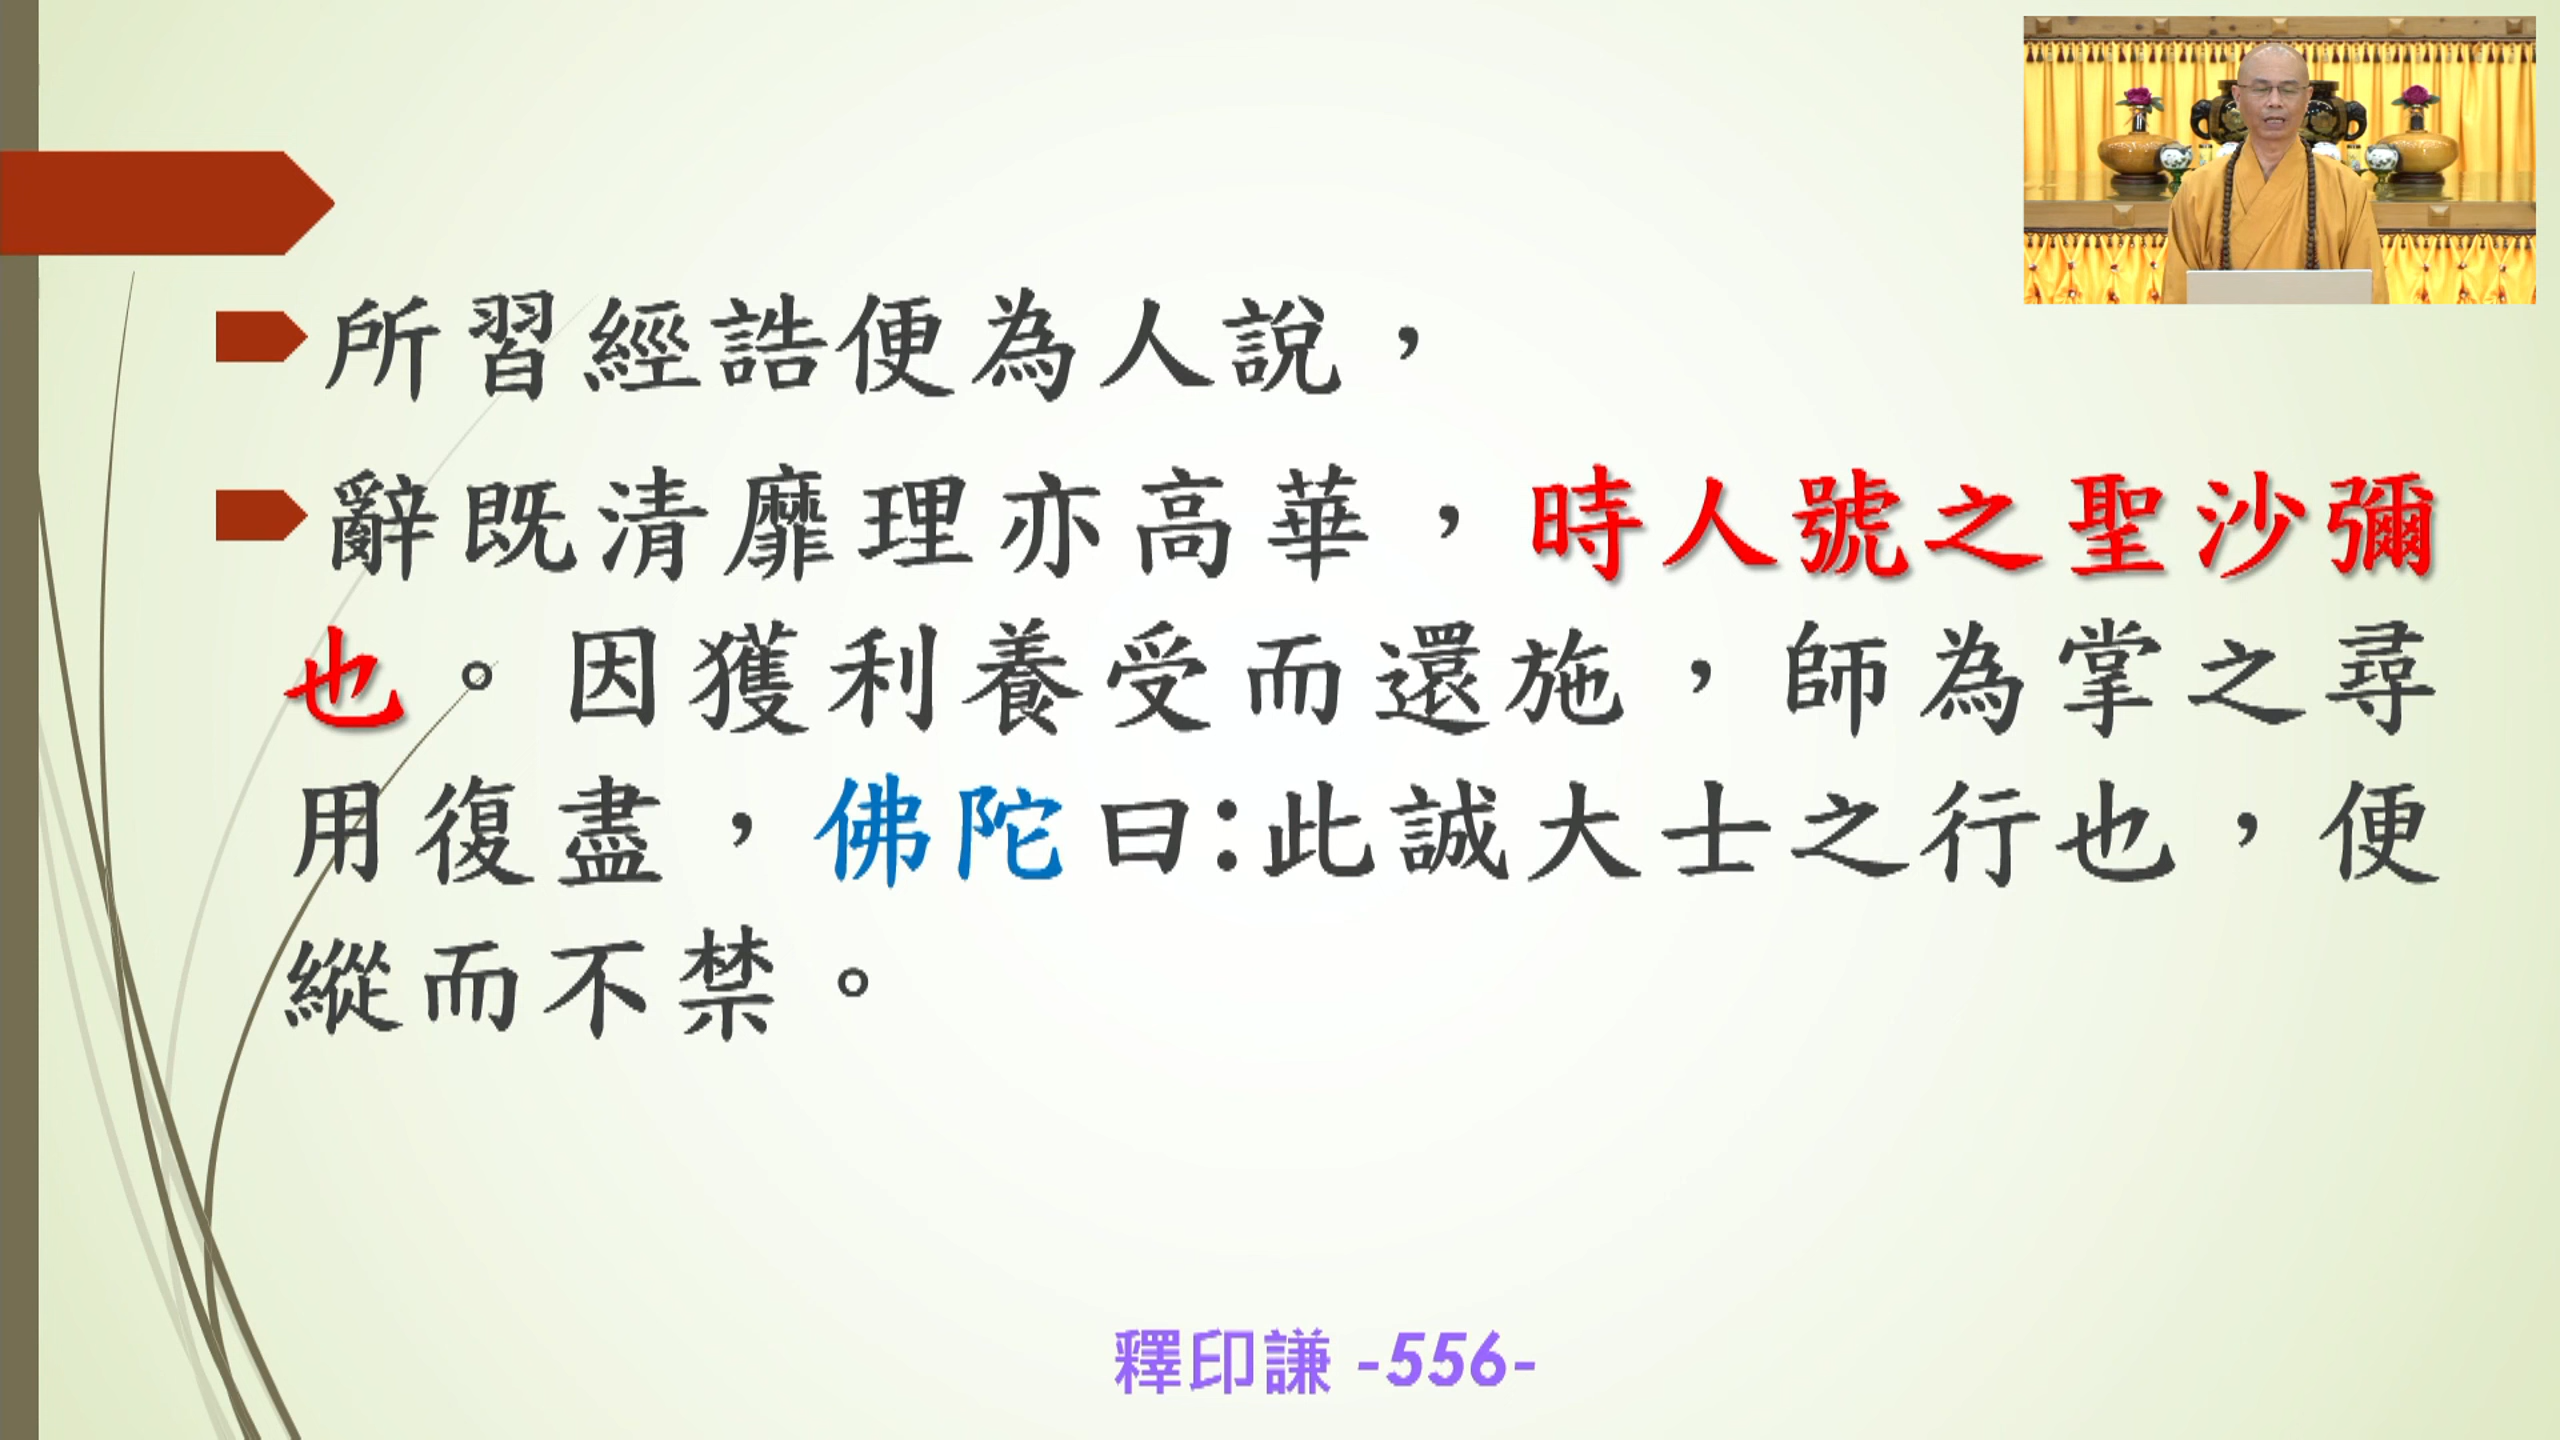 所習經誥便為人說，
辭既清靡理亦高華，時人號之聖沙彌
也。因獲利養受而還施，師為掌之尋
用復盡，佛陀曰:此誠大士之行也，便
縱而不禁。
釋印謙 -556-